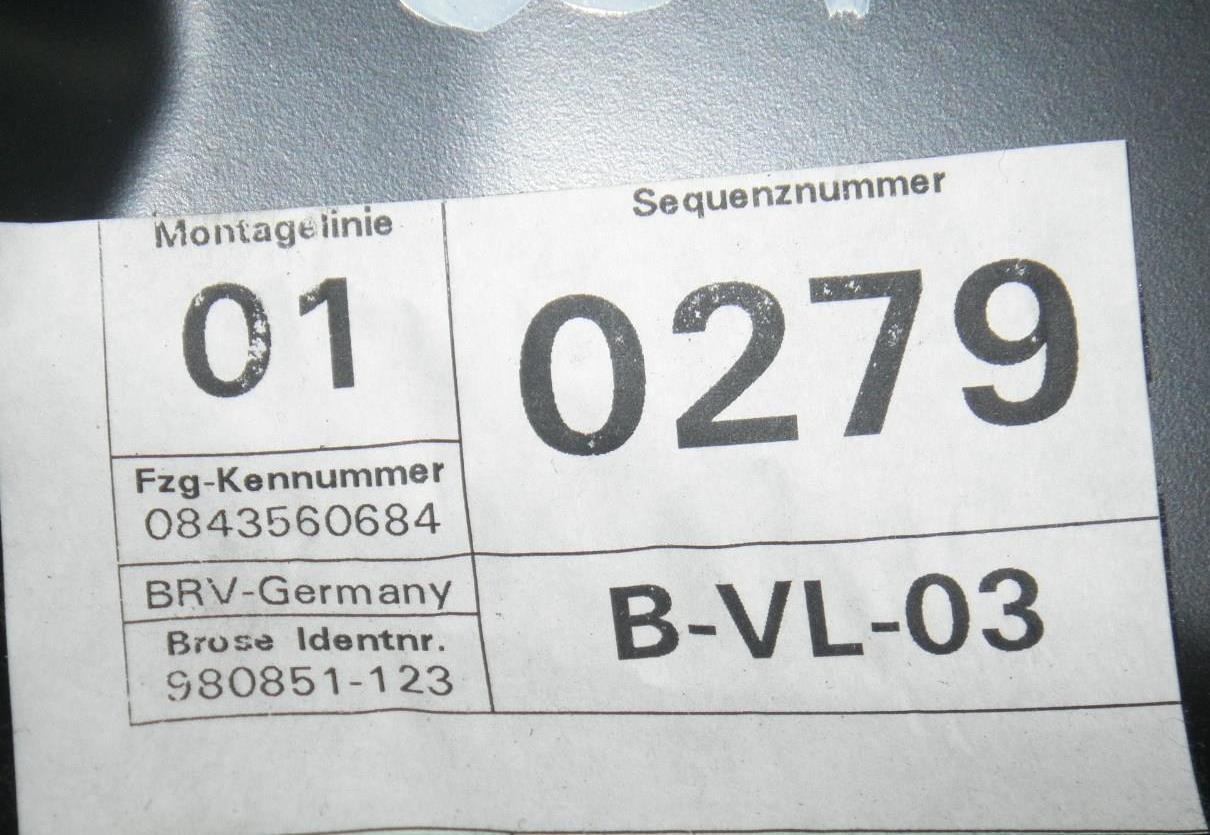 Montagelinie
01
Sequenznummer
0279
Fzg-Kennummer
0843560684
BRV-Germany
Brose Identnr.
980851-123
B-VL-03